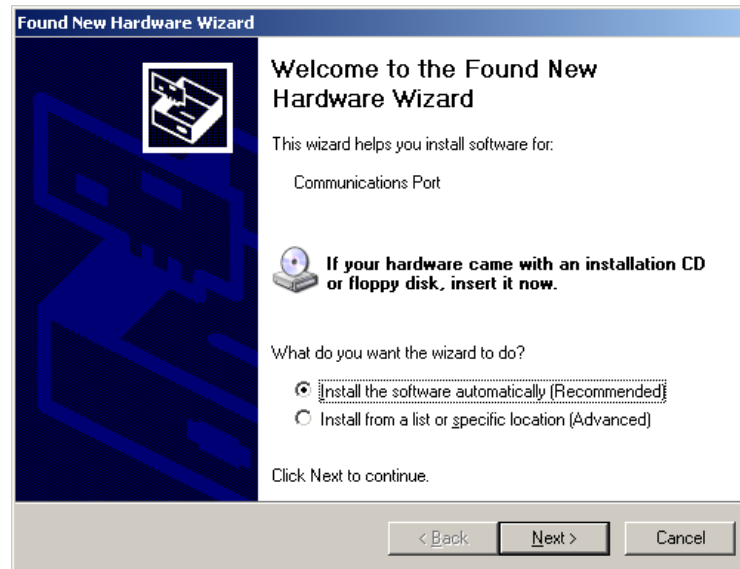 Found New Hardware Wizard
Welcome to the Found New
Hardware Wizard
This wizard helps you install software for:
Communications Port
If your hardware came with an installation CD
or floppy disk, insert it now.
What do you want the wizard to do?
Install the software automatically (Recommended)
Install from a list or specific location (Advanced)
Click Next to continue.
< Back
Next >
Cancel